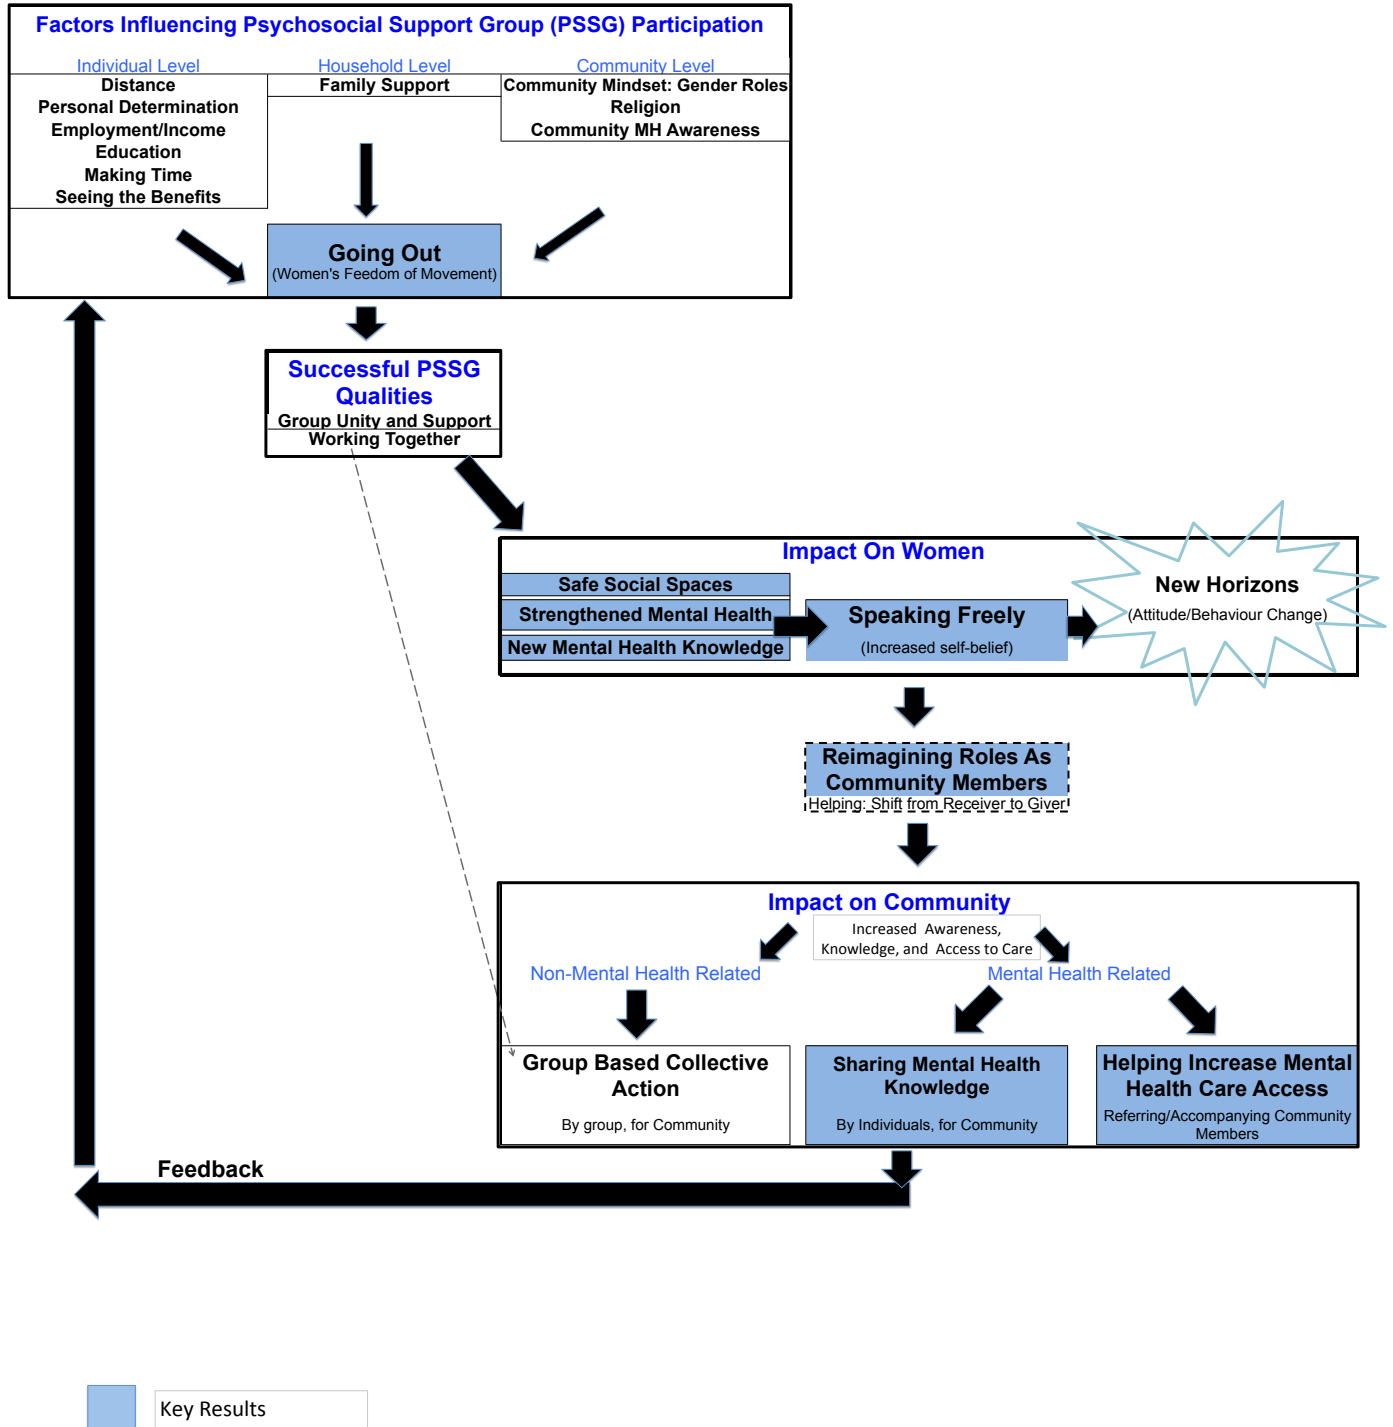 Factors Influencing Psychosocial Support Group (PSSG) Participation
Individual Level
Distance
Personal Determination
Employment/Income
Education
Making Time
Seeing the Benefits
Household Level
Family Support
Community Level
Community Mindset: Gender Roles
Religion
Community MH Awareness
Going Out
(Women's Feedom of Movement)
Successful PSSG
Qualities
Group Unity and Support
Working Together
Impact On Women
Safe Social Spaces
Strengthened Mental Health
New Mental Health Knowledge
Speaking Freely
(Increased self-belief)
New Horizons
(Attitude/Behaviour Change)
Reimagining Roles As
Community Members
Helping: Shift from Receiver to Giver
Impact on Community
Increased Awareness,
Knowledge, and Access to Care
Non-Mental Health Related
Mental Health Related
Group Based Collective
Action
By group, for Community
Sharing Mental Health
Knowledge
By Individuals, for Community
Helping Increase Mental
Health Care Access
Referring/Accompanying Community
Members
Feedback
Key Results